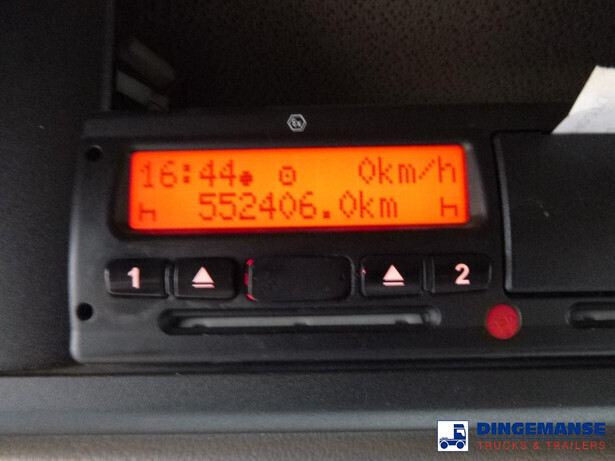 16:44 0km/h
552406.0km
1 2
DINGEMANSE
TRUCKS & TRAILERS